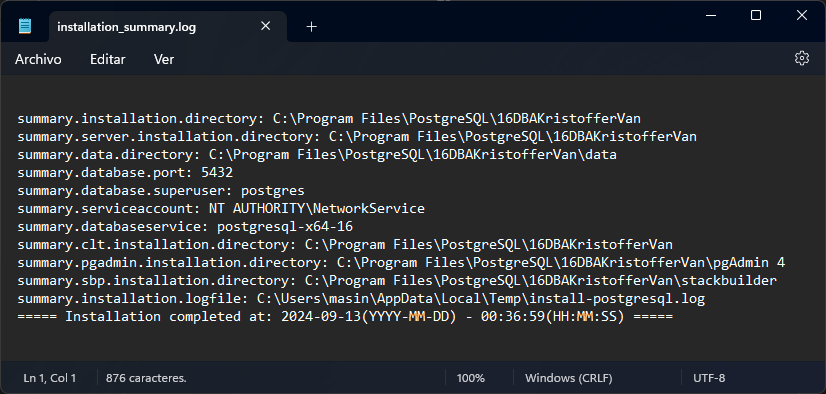 installation_summary.log
Archivo Editar Ver
summary.installation.directory: C:\Program Files\PostgreSQL\16DBAKristofferVan
summary.server.installation.directory: C:\Program Files\PostgreSQL\16DBAKristofferVan
summary.data.directory: C:\Program Files\PostgreSQL\16DBAKristofferVan\data
summary.database.port: 5432
summary.database.superuser: postgres
summary.serviceaccount: NT AUTHORITY\NetworkService
summary.databaseservice: postgresql-x64-16
summary.clt.installation.directory: C:\Program Files\PostgreSQL\16DBAKristofferVan
summary.pgadmin.installation.directory: C:\Program Files\PostgreSQL\16DBAKristofferVan\pgAdmin 4
summary.sbp.installation.directory: C:\Program Files\PostgreSQL\16DBAKristofferVan\stackbuilder
summary.installation.logfile: C:\Users\masin\AppData\Local\Temp\install-postgresql.log
===== Installation completed at: 2024-09-13(YYYY-MM-DD) - 00:36:59(HH:MM:SS) =====
Ln 1, Col 1 876 caracteres. 100% Windows (CRLF) UTF-8